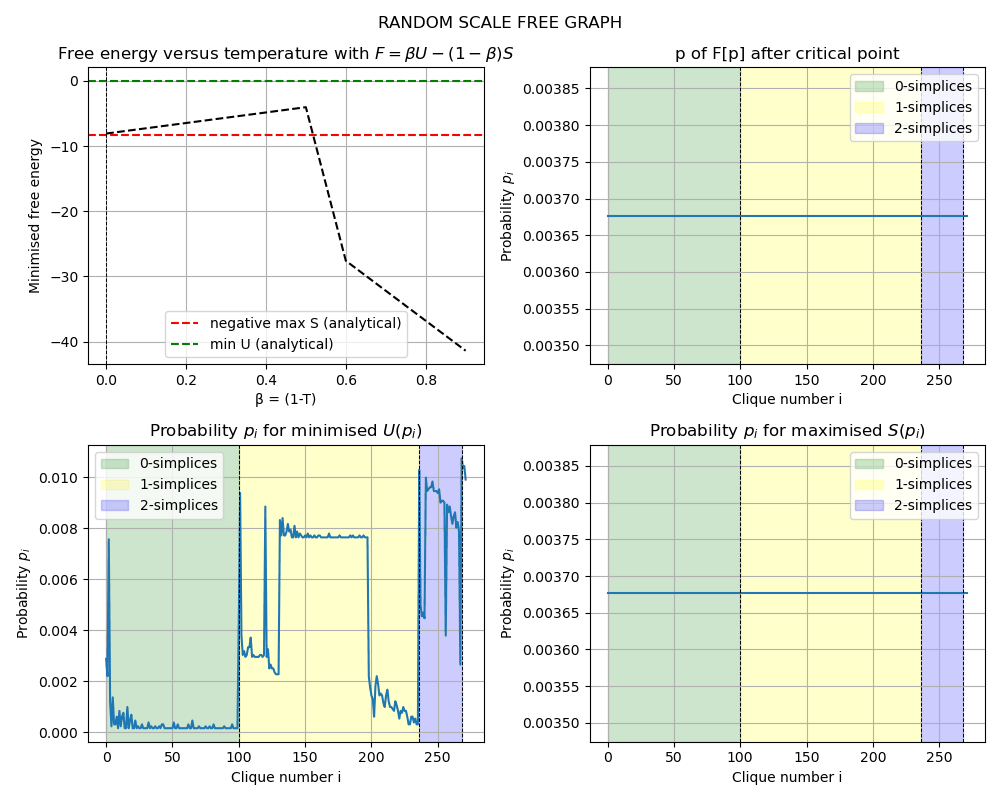 RANDOM SCALE FREE GRAPH
Free energy versus temperature with F = βU − (1 − β)S
0
−10
−20
−30
−40
Minimised free energy
negative max S (analytical)
min U (analytical)
0.0 0.2 0.4 0.6 0.8
β = (1-T)
p of F[p] after critical point
0.00385
0.00380
0.00375
0.00370
0.00365
0.00360
0.00355
0.00350
Probability pᵢ
0-simplices
1-simplices
2-simplices
0 50 100 150 200 250
Clique number i
Probability pᵢ for minimised U(pᵢ)
0.010
0.008
0.006
0.004
0.002
0.000
Probability pᵢ
0-simplices
1-simplices
2-simplices
0 50 100 150 200 250
Clique number i
Probability pᵢ for maximised S(pᵢ)
0.00385
0.00380
0.00375
0.00370
0.00365
0.00360
0.00355
0.00350
Probability pᵢ
0-simplices
1-simplices
2-simplices
0 50 100 150 200 250
Clique number i